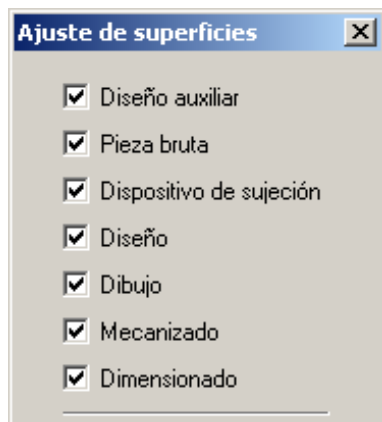 Ajuste de superficies
Diseño auxiliar
Pieza bruta
Dispositivo de sujeción
Diseño
Dibujo
Mecanizado
Dimensionado